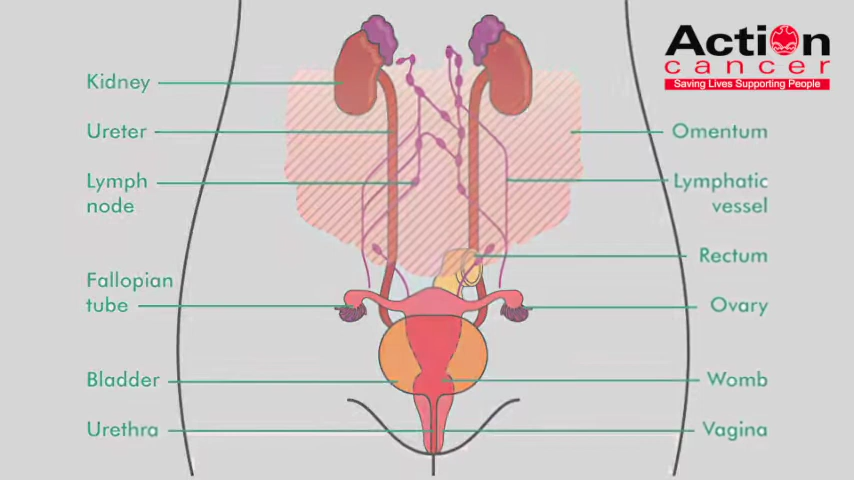 Action
cancer
Saving Lives Supporting People
Kidney
Ureter
Lymph
node
Fallopian
tube
Bladder
Urethra
Omentum
Lymphatic
vessel
Rectum
Ovary
Womb
Vagina